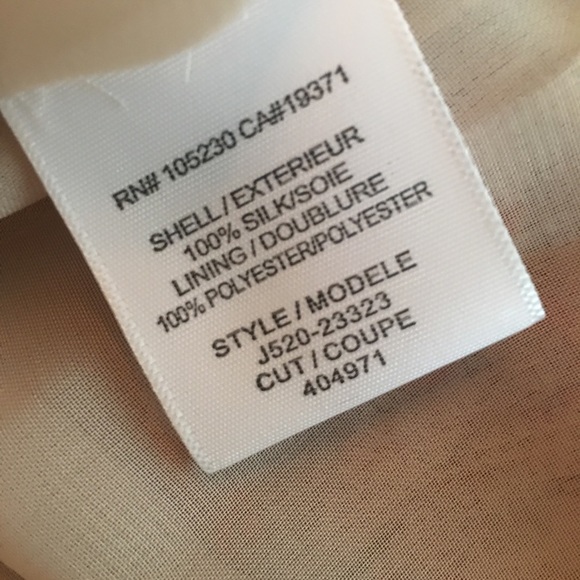 RN# 105230 CA#19371
SHELL / EXTERIEUR
100% SILK/SOIE
LINING / DOUBLURE
100% POLYESTER/POLYESTER
STYLE / MODELE
J520-23323
CUT / COUPE
404971